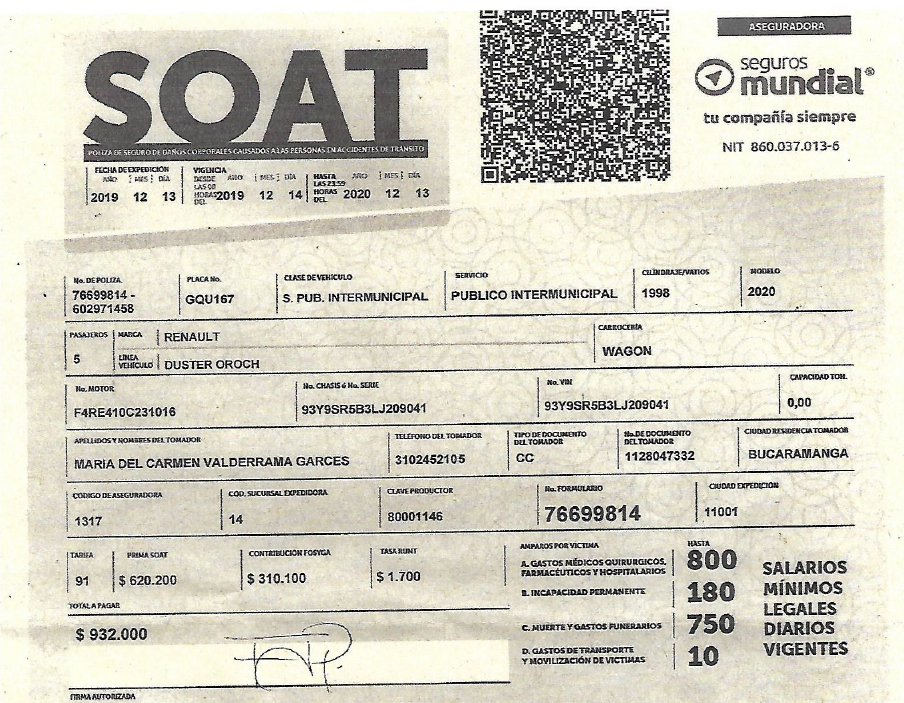 SOAT
POLIZA DE SEGURO DE DAÑOS CORPORALES CAUSADOS A LAS PERSONAS EN ACCIDENTES DE TRANSITO
ASEGURADORA
seguros
mundial®
tu compañía siempre
NIT 860.037.013-6
FECHA DE EXPEDICIÓN
AÑO MES DÍA
2019 12 13
VIGENCIA
DESDE LAS 00 HORAS DEL
AÑO MES DÍA
2019 12 14
HASTA LAS 23:59 HORAS DEL
AÑO MES DÍA
2020 12 13
No. DE POLIZA
76699814 -
602971458
PLACA No.
GQU167
CLASE DE VEHÍCULO
S. PUB. INTERMUNICIPAL
SERVICIO
PUBLICO INTERMUNICIPAL
CILINDRAJE/VATIOS
1998
MODELO
2020
PASAJEROS
5
MARCA
RENAULT
LINEA VEHÍCULO
DUSTER OROCH
CARROCERÍA
WAGON
No. MOTOR
F4RE410C231016
No. CHASIS ó No. SERIE
93Y9SR5B3LJ209041
No. VIN
93Y9SR5B3LJ209041
CAPACIDAD TON.
0,00
APELLIDOS Y NOMBRES DEL TOMADOR
MARIA DEL CARMEN VALDERRAMA GARCES
TELÉFONO DEL TOMADOR
3102452105
TIPO DE DOCUMENTO
DEL TOMADOR
CC
No. DE DOCUMENTO
DEL TOMADOR
1128047332
CIUDAD RESIDENCIA TOMADOR
BUCARAMANGA
CODIGO DE ASEGURADORA
1317
COD. SUCURSAL EXPEDIDORA
14
CLAVE PRODUCTOR
80001146
No. FORMULARIO
76699814
CIUDAD EXPEDICIÓN
11001
TARIFA
91
PRIMA SOAT
$ 620.200
CONTRIBUCIÓN FOSYGA
$ 310.100
TASA RUNT
$ 1.700
TOTAL A PAGAR
$ 932.000
AMPAROS POR VICTIMA
HASTA
A. GASTOS MÉDICOS QUIRURGICOS,
FARMACÉUTICOS Y HOSPITALARIOS
800
B. INCAPACIDAD PERMANENTE
180
C. MUERTE Y GASTOS FUNERARIOS
750
D. GASTOS DE TRANSPORTE
Y MOVILIZACIÓN DE VICTIMAS
10
SALARIOS
MÍNIMOS
LEGALES
DIARIOS
VIGENTES
FIRMA AUTORIZADA